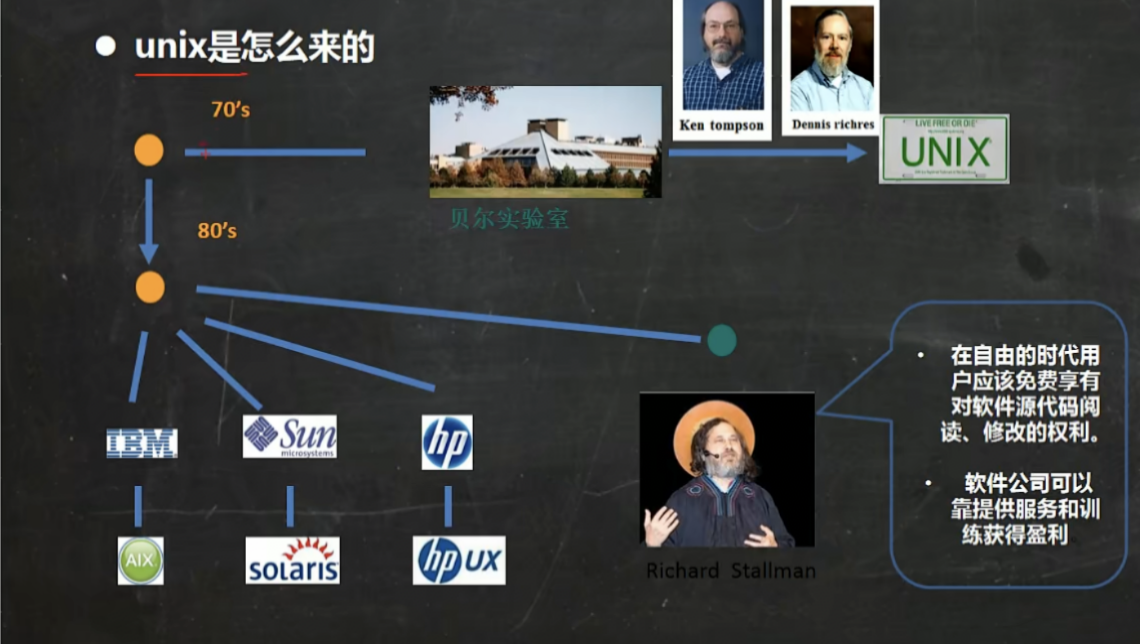 unix是怎么来的
70's
Ken tompson
Dennis richres
LIVE FREE OR DIE
UNIX®
贝尔实验室
80's
在自由的时代用
户应该免费享有
对软件源代码阅
读、修改的权利。
软件公司可以
靠提供服务和训
练获得盈利
IBM
Sun
microsystems
hp
AIX
solaris
hp UX
Richard Stallman